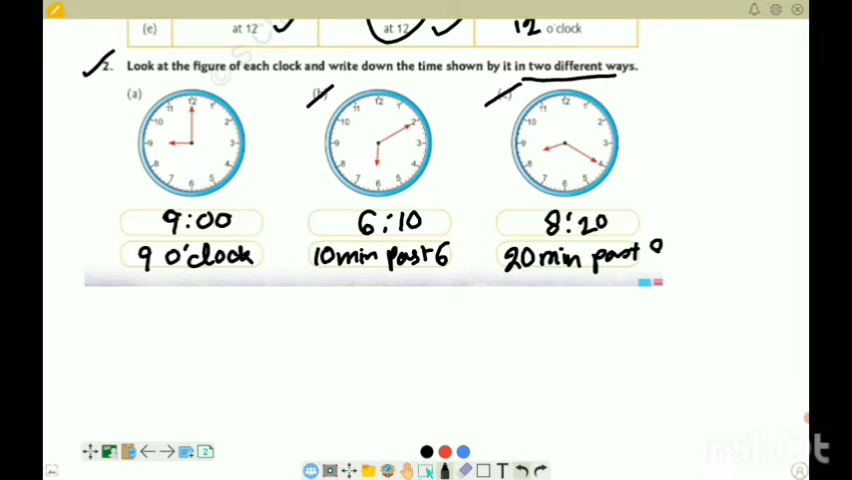 (e) at 12 at 12 12 o'clock
2. Look at the figure of each clock and write down the time shown by it in two different ways.
(a) (b) (c)
9:00 6:10 8:20
9 o'clock 10min past 6 20min past